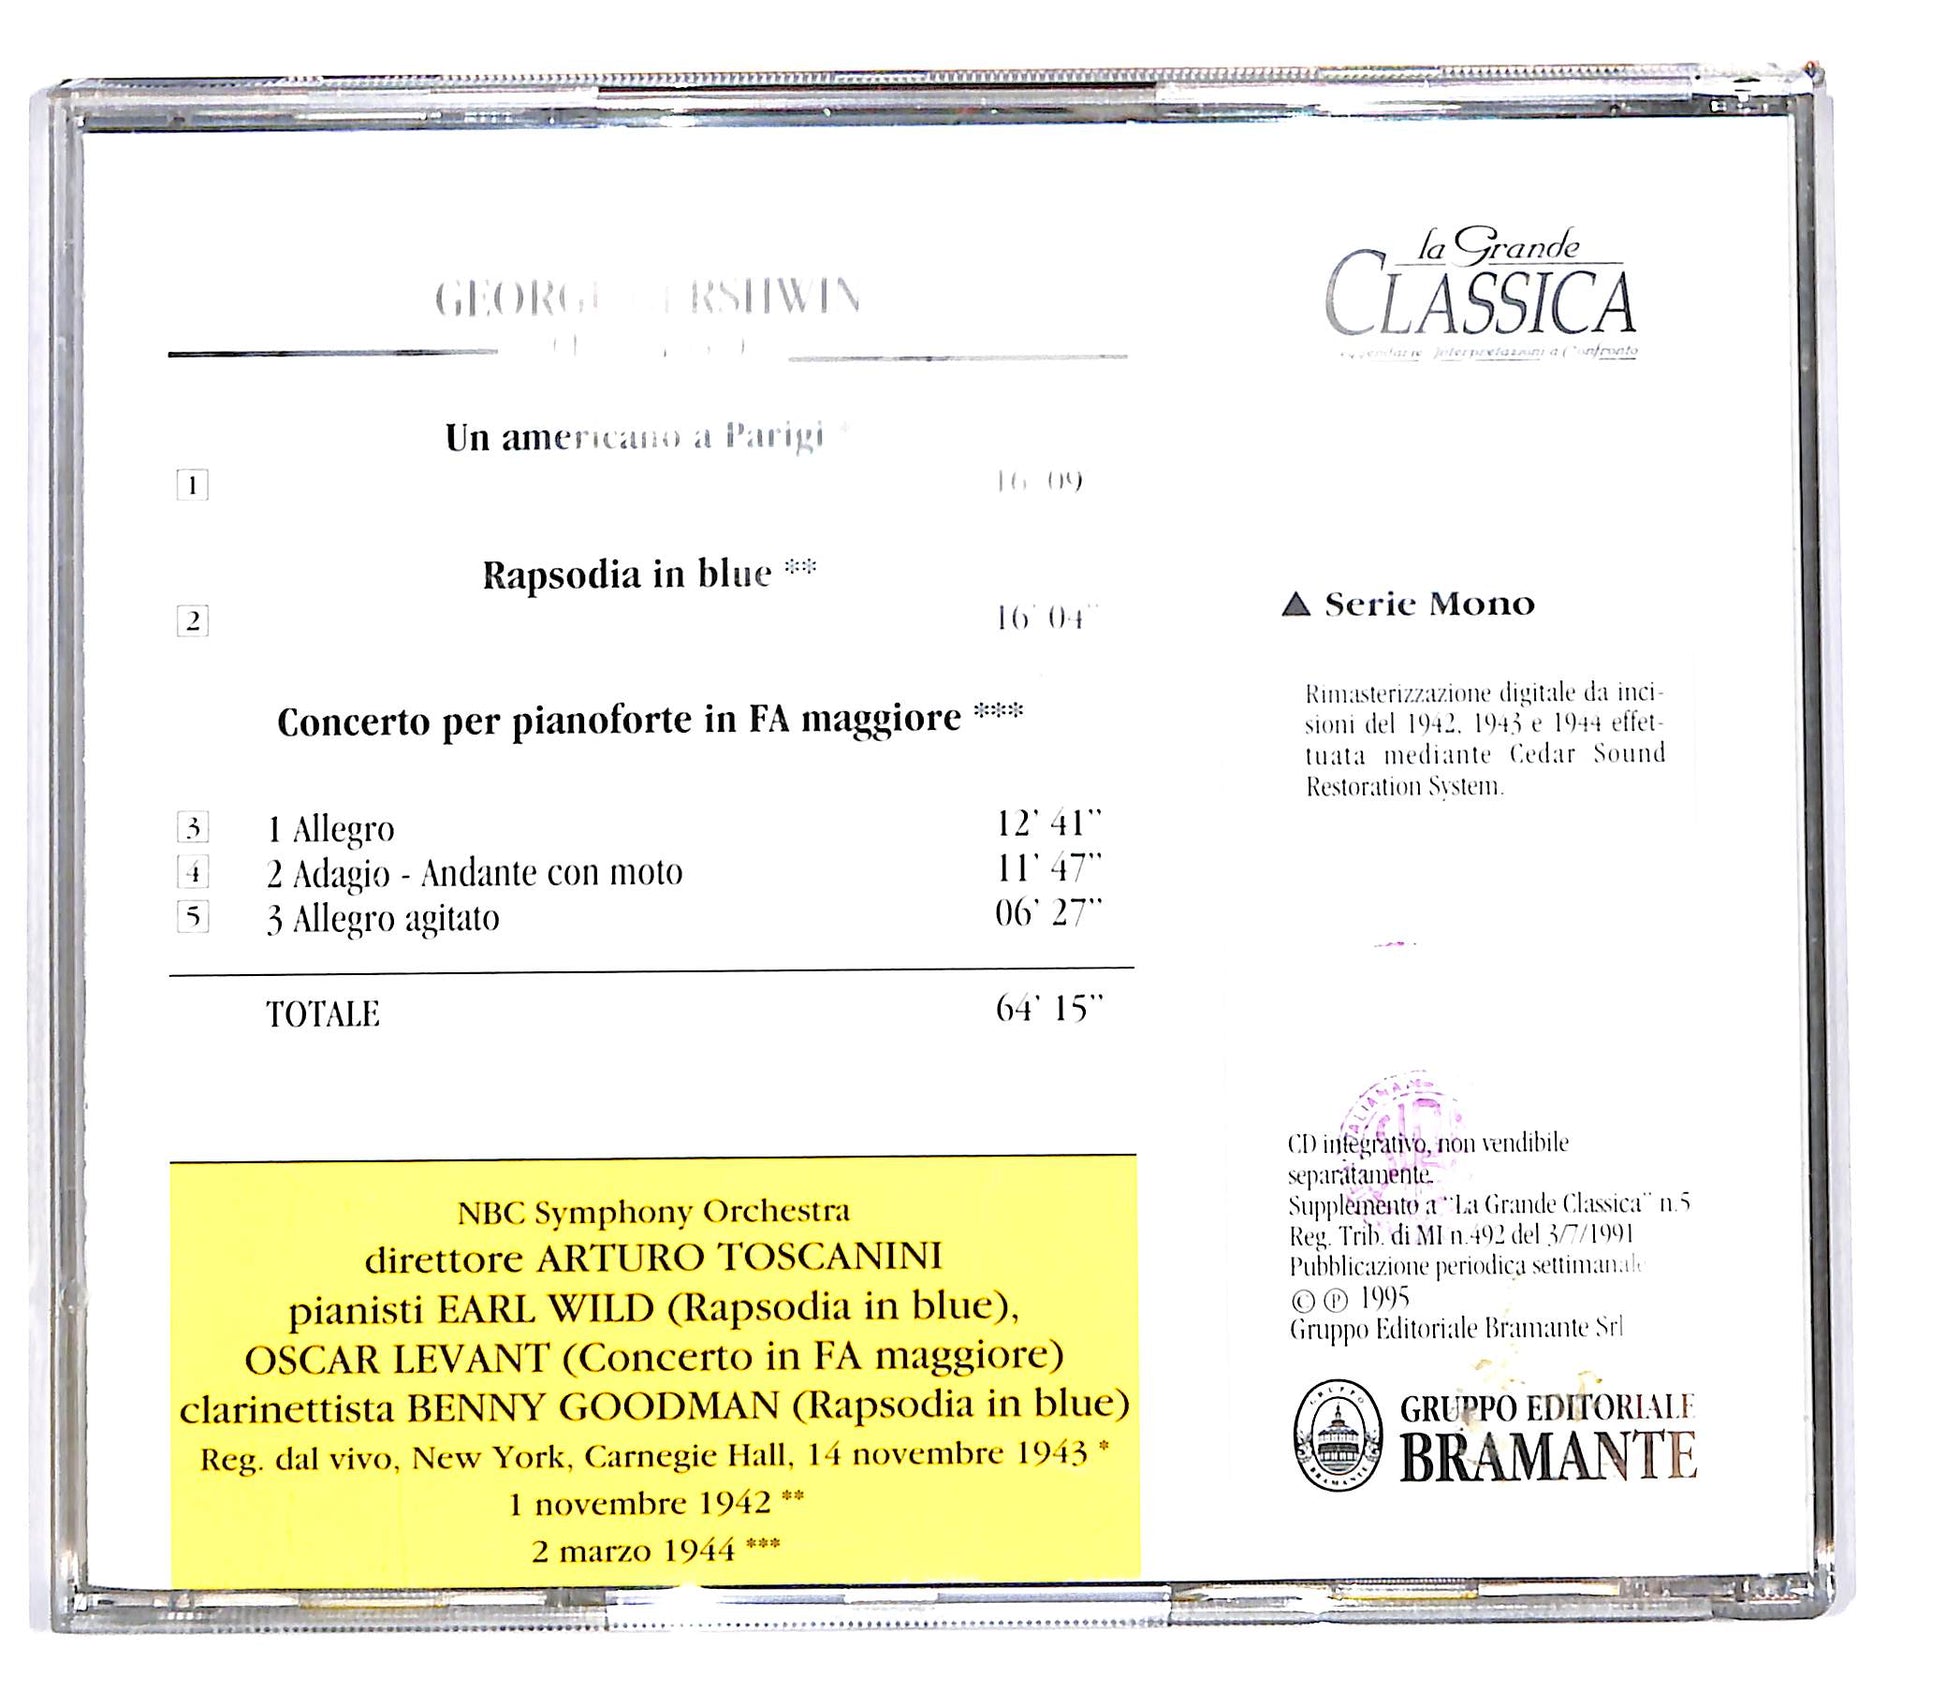 la Grande
CLASSICA
Interpretazioni a Confronto
Un americano a Parigi *
1 16' 09
Rapsodia in blue **
2 16' 04"
Concerto per pianoforte in FA maggiore ***
3 1 Allegro 12' 41"
4 2 Adagio - Andante con moto 11' 47"
5 3 Allegro agitato 06' 27"
TOTALE 64' 15"
NBC Symphony Orchestra
direttore ARTURO TOSCANINI
pianisti EARL WILD (Rapsodia in blue),
OSCAR LEVANT (Concerto in FA maggiore)
clarinettista BENNY GOODMAN (Rapsodia in blue)
Reg. dal vivo, New York, Carnegie Hall, 14 novembre 1943 *
1 novembre 1942 **
2 marzo 1944 ***
▲ Serie Mono
Rimasterizzazione digitale da inci-
sioni del 1942, 1943 e 1944 effet-
tuata mediante Cedar Sound
Restoration System.
CD integrativo, non vendibile
separatamente.
Supplemento a "La Grande Classica" n.5
Reg. Trib. di MI n.492 del 3/7/1991
Pubblicazione periodica settimanale
© ℗ 1995
Gruppo Editoriale Bramante Srl
GRUPPO EDITORIALE
BRAMANTE
GRUPPO
BRAMANTE